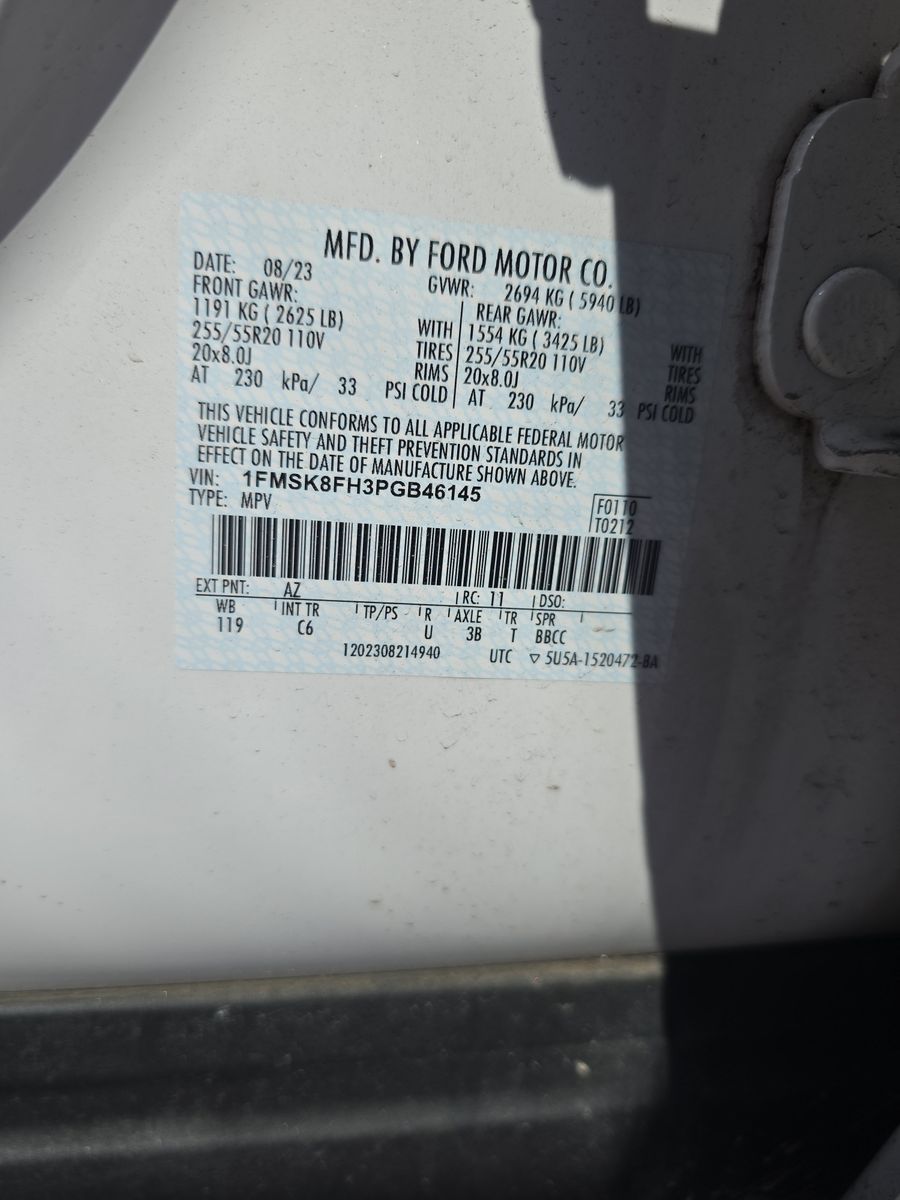 MFD. BY FORD MOTOR CO.
DATE: 08/23 GVWR: 2694 KG ( 5940 LB)
FRONT GAWR: REAR GAWR:
1191 KG ( 2625 LB) WITH 1554 KG ( 3425 LB) WITH
255/55R20 110V TIRES 255/55R20 110V TIRES
20x8.0J RIMS 20x8.0J RIMS
AT 230 kPa/ 33 PSI COLD AT 230 kPa/ 33 PSI COLD
THIS VEHICLE CONFORMS TO ALL APPLICABLE FEDERAL MOTOR
VEHICLE SAFETY AND THEFT PREVENTION STANDARDS IN
EFFECT ON THE DATE OF MANUFACTURE SHOWN ABOVE.
VIN: 1FMSK8FH3PGB46145
TYPE: MPV
F0110
T0212
EXT PNT: AZ RC: 11 DSO:
WB INT TR TP/PS R AXLE TR SPR
119 C6 U 3B T BBCC
1202308214940 UTC ▽ 5U5A-1520472-BA